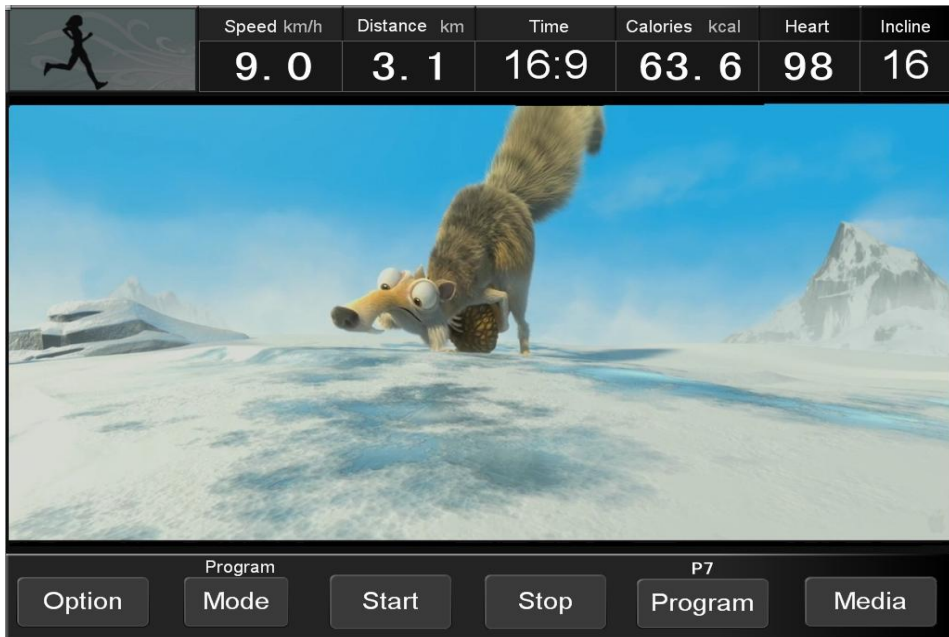 Speed km/h Distance km Time Calories kcal Heart Incline
9. 0 3. 1 16:9 63. 6 98 16
Program P7
Option Mode Start Stop Program Media